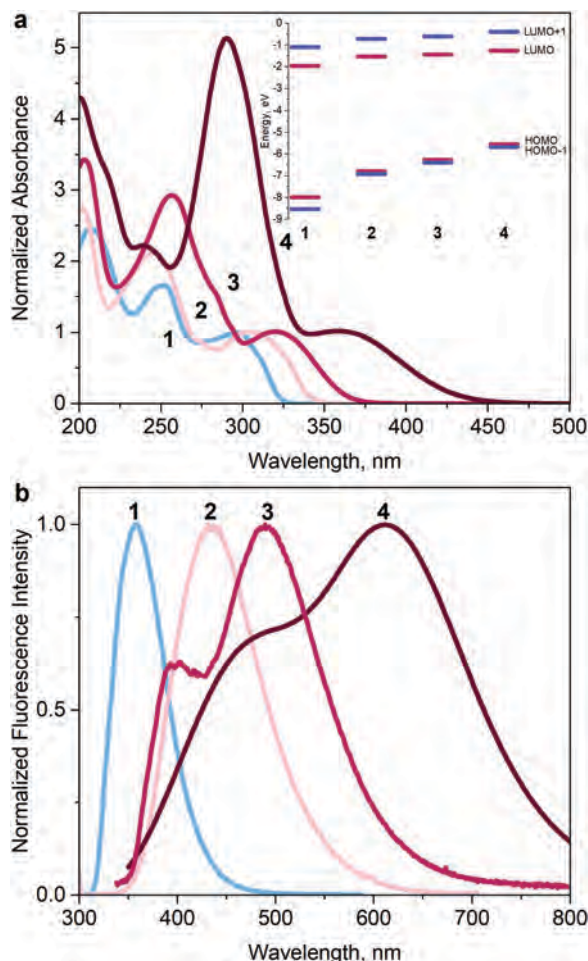 a
Normalized Absorbance
5
4
3
2
1
0
200 250 300 350 400 450 500
Wavelength, nm
1
2
3
4
Energy, eV
0
-1
-2
-3
-4
-5
-6
-7
-8
-9
LUMO+1
LUMO
HOMO
HOMO-1
1 2 3 4
b
1 2 3 4
Normalized Fluorescence Intensity
1.0
0.5
0.0
300 400 500 600 700 800
Wavelength, nm